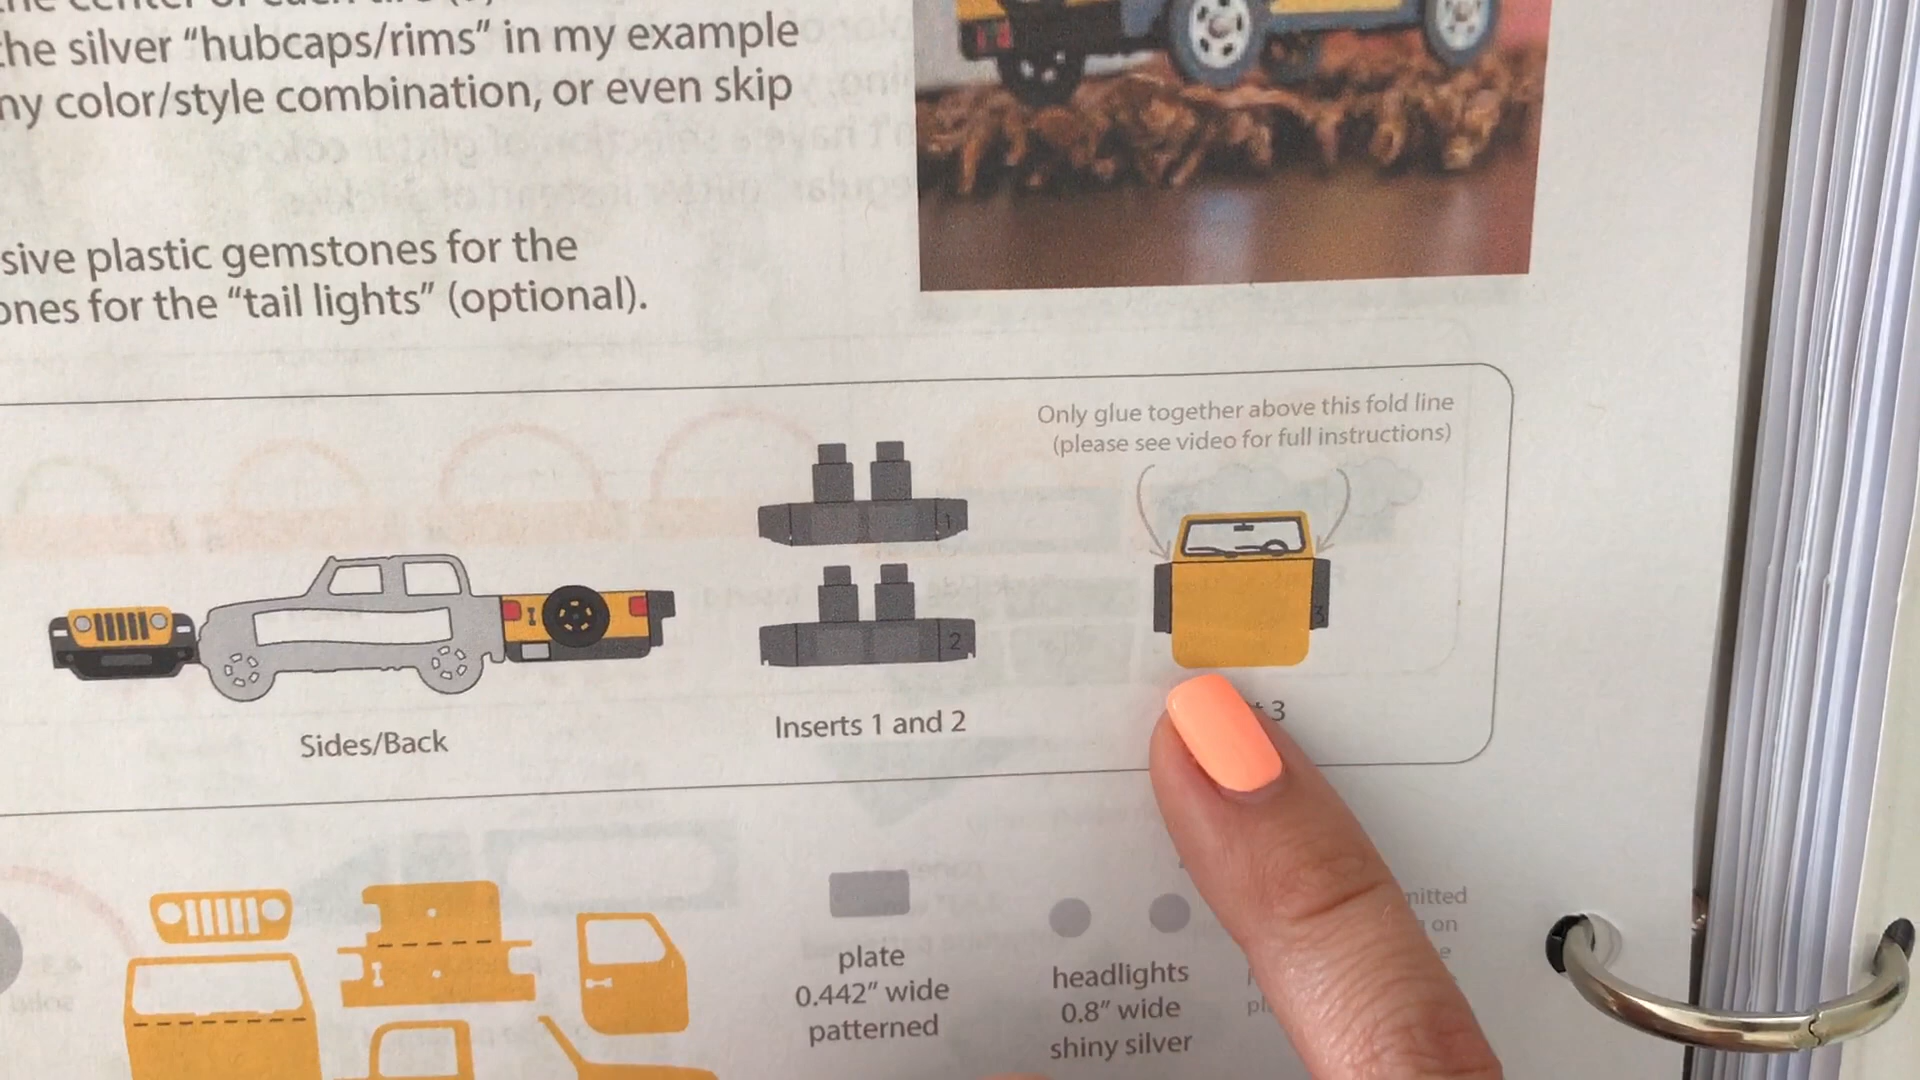 the silver “hubcaps/rims” in my example
ny color/style combination, or even skip
sive plastic gemstones for the
ones for the “tail lights” (optional).
Only glue together above this fold line
(please see video for full instructions)
1
2
3
Sides/Back
Inserts 1 and 2
3
plate
0.442” wide
patterned
headlights
0.8” wide
shiny silver
mitted
on